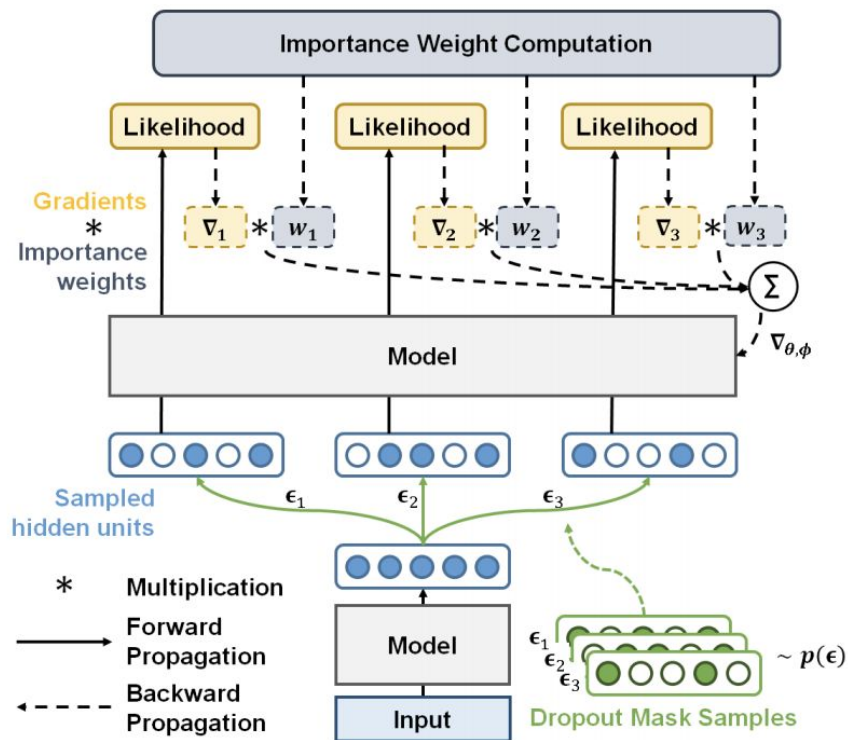 Importance Weight Computation
Likelihood Likelihood Likelihood
Gradients
*
Importance
weights
∇₁ * w₁ ∇₂ * w₂ ∇₃ * w₃
Σ
∇θ,ϕ
Model
Sampled
hidden units
ϵ₁ ϵ₂ ϵ₃
* Multiplication
Forward
Propagation
Backward
Propagation
Model
Input
ϵ₁
ϵ₂
ϵ₃
~ p(ϵ)
Dropout Mask Samples